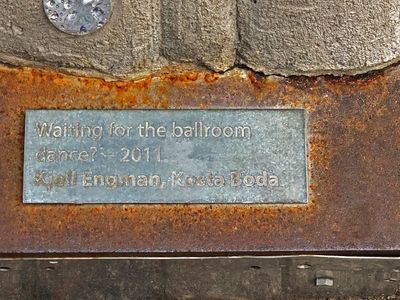 Waiting for the ballroom
dance? – 2011
Kjell Engman, Kosta Boda.